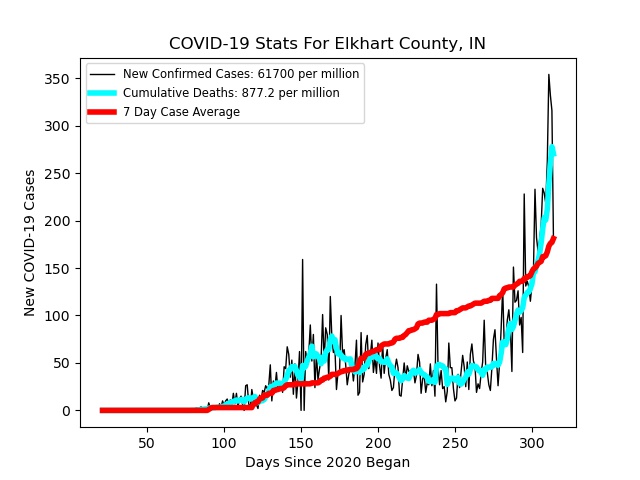 COVID-19 Stats For Elkhart County, IN
New Confirmed Cases: 61700 per million
Cumulative Deaths: 877.2 per million
7 Day Case Average
New COVID-19 Cases
350
300
250
200
150
100
50
0
50
100
150
200
250
300
Days Since 2020 Began